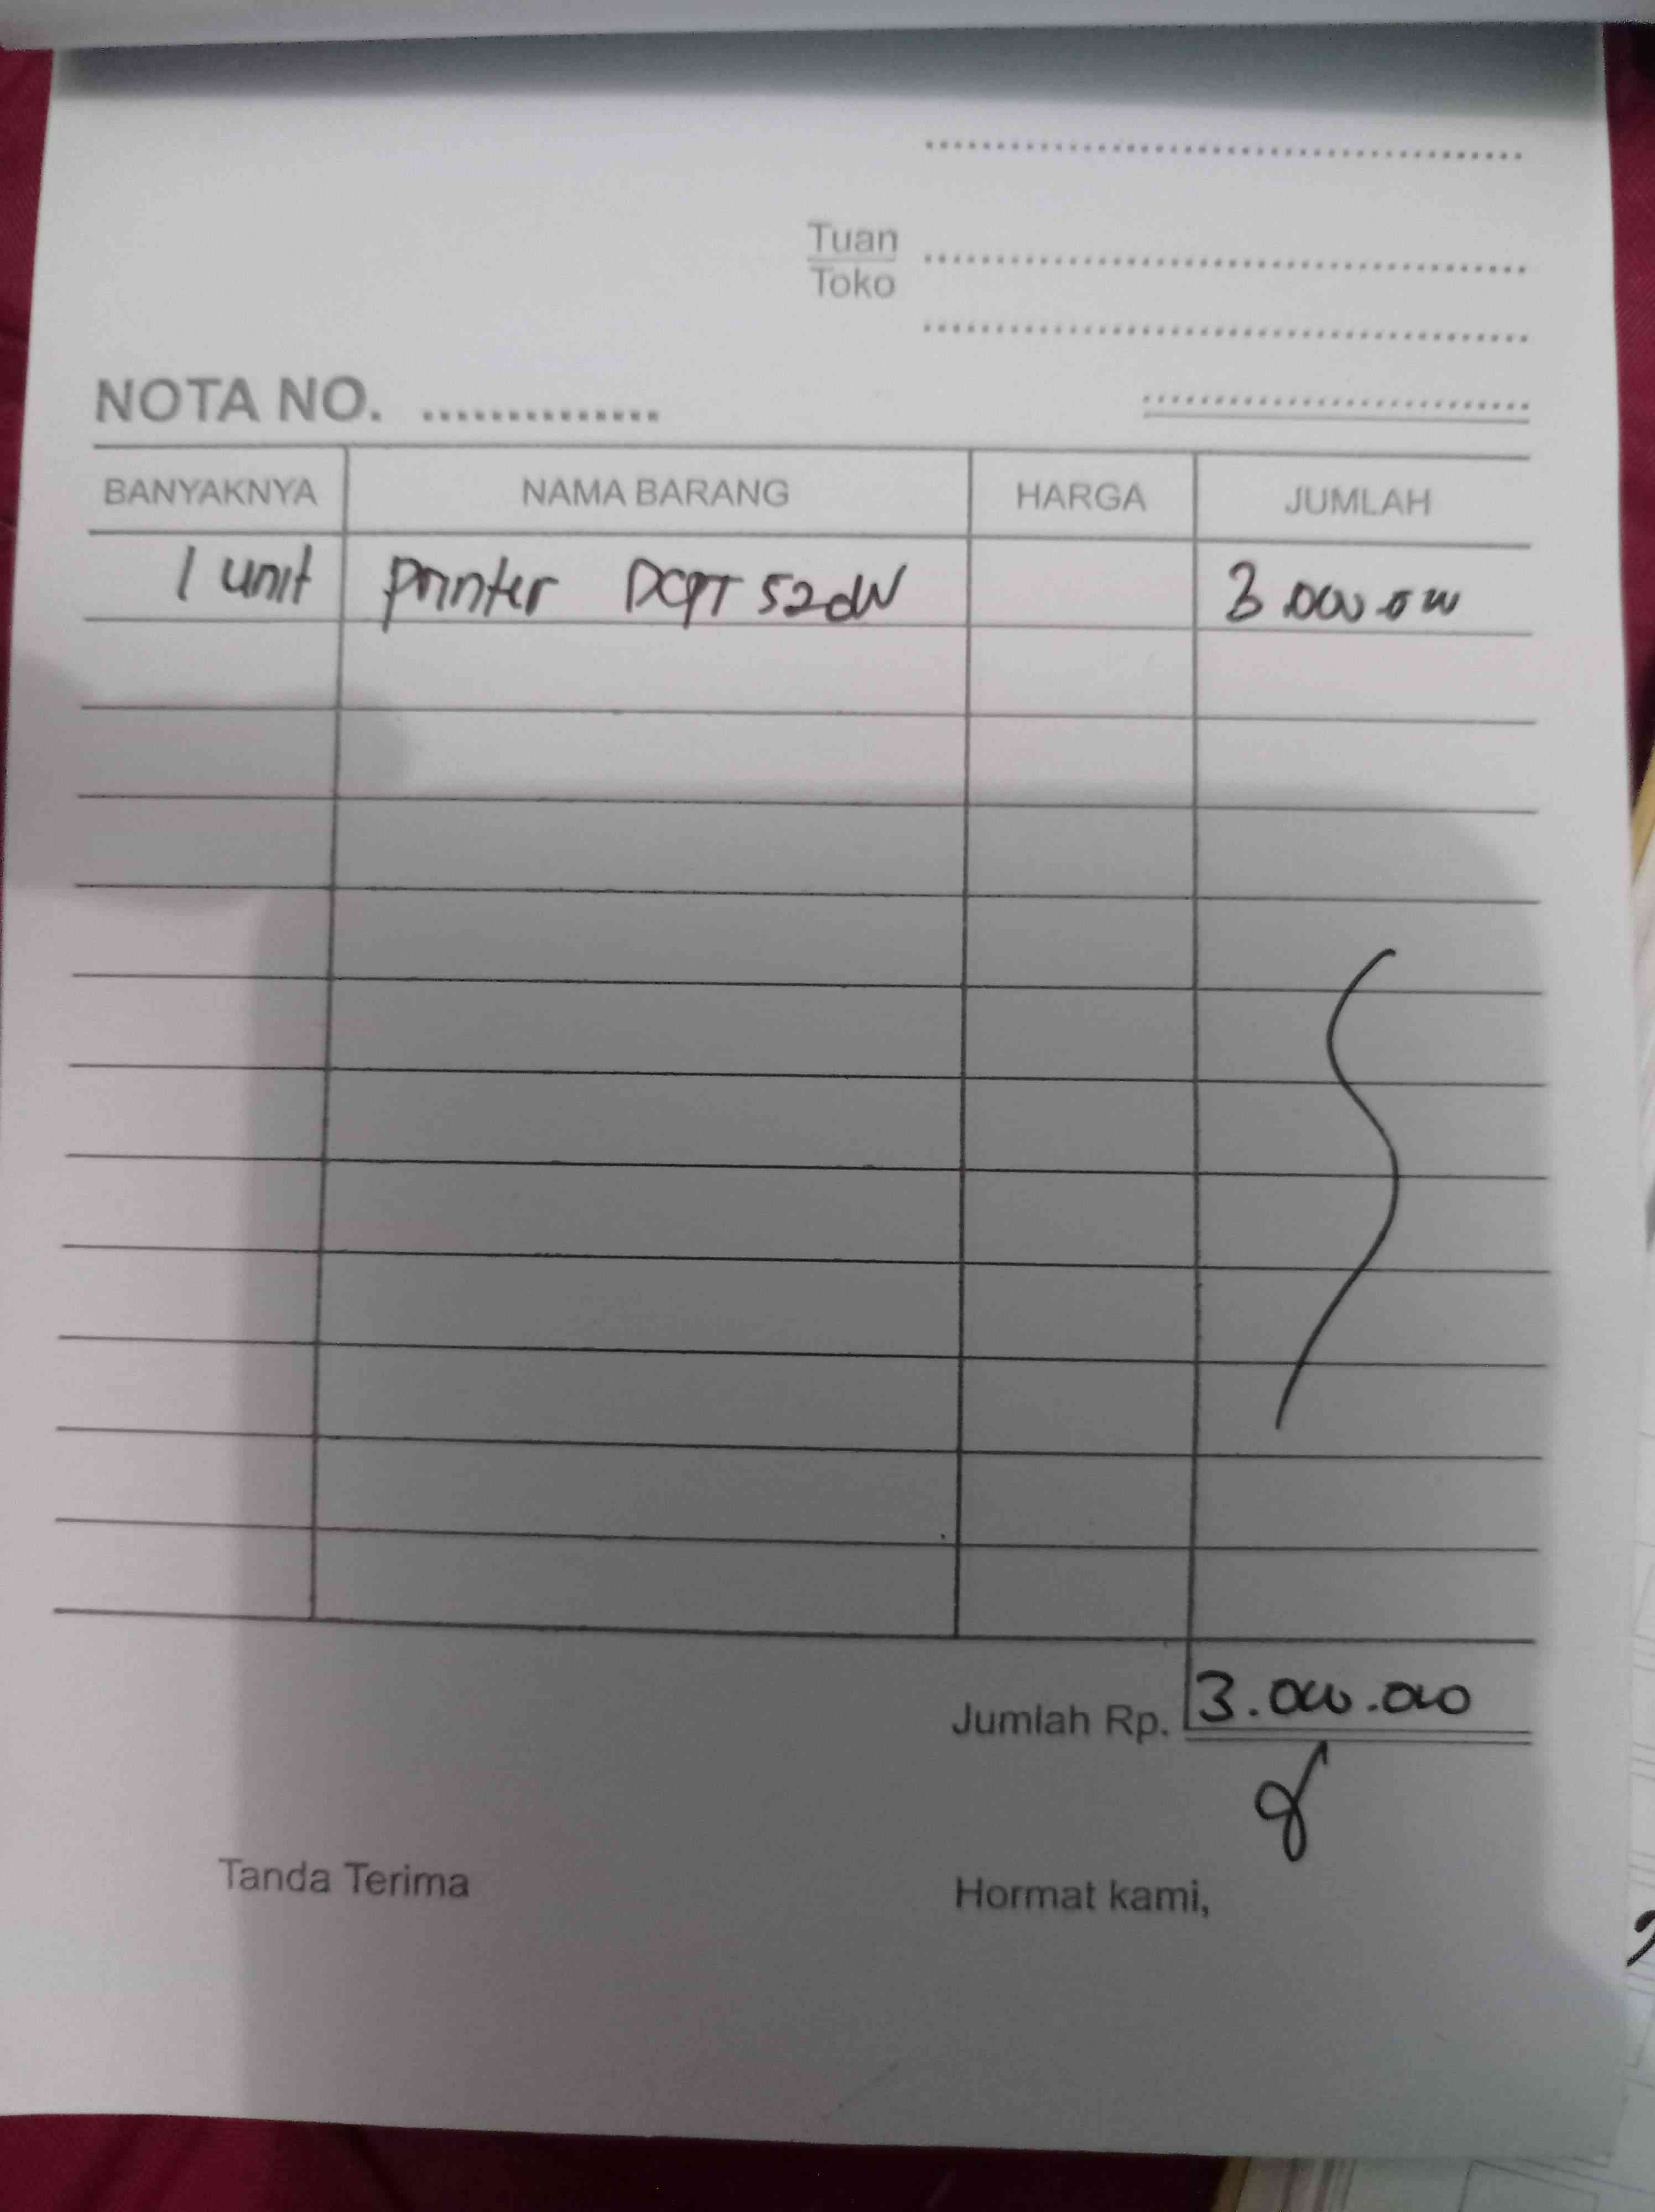 Tuan
Toko
NOTA NO. ..............
BANYAKNYA NAMA BARANG HARGA JUMLAH
1 unit printer DCPT 520W 3.000.000
Jumlah Rp. 3.000.000
Tanda Terima Hormat kami,